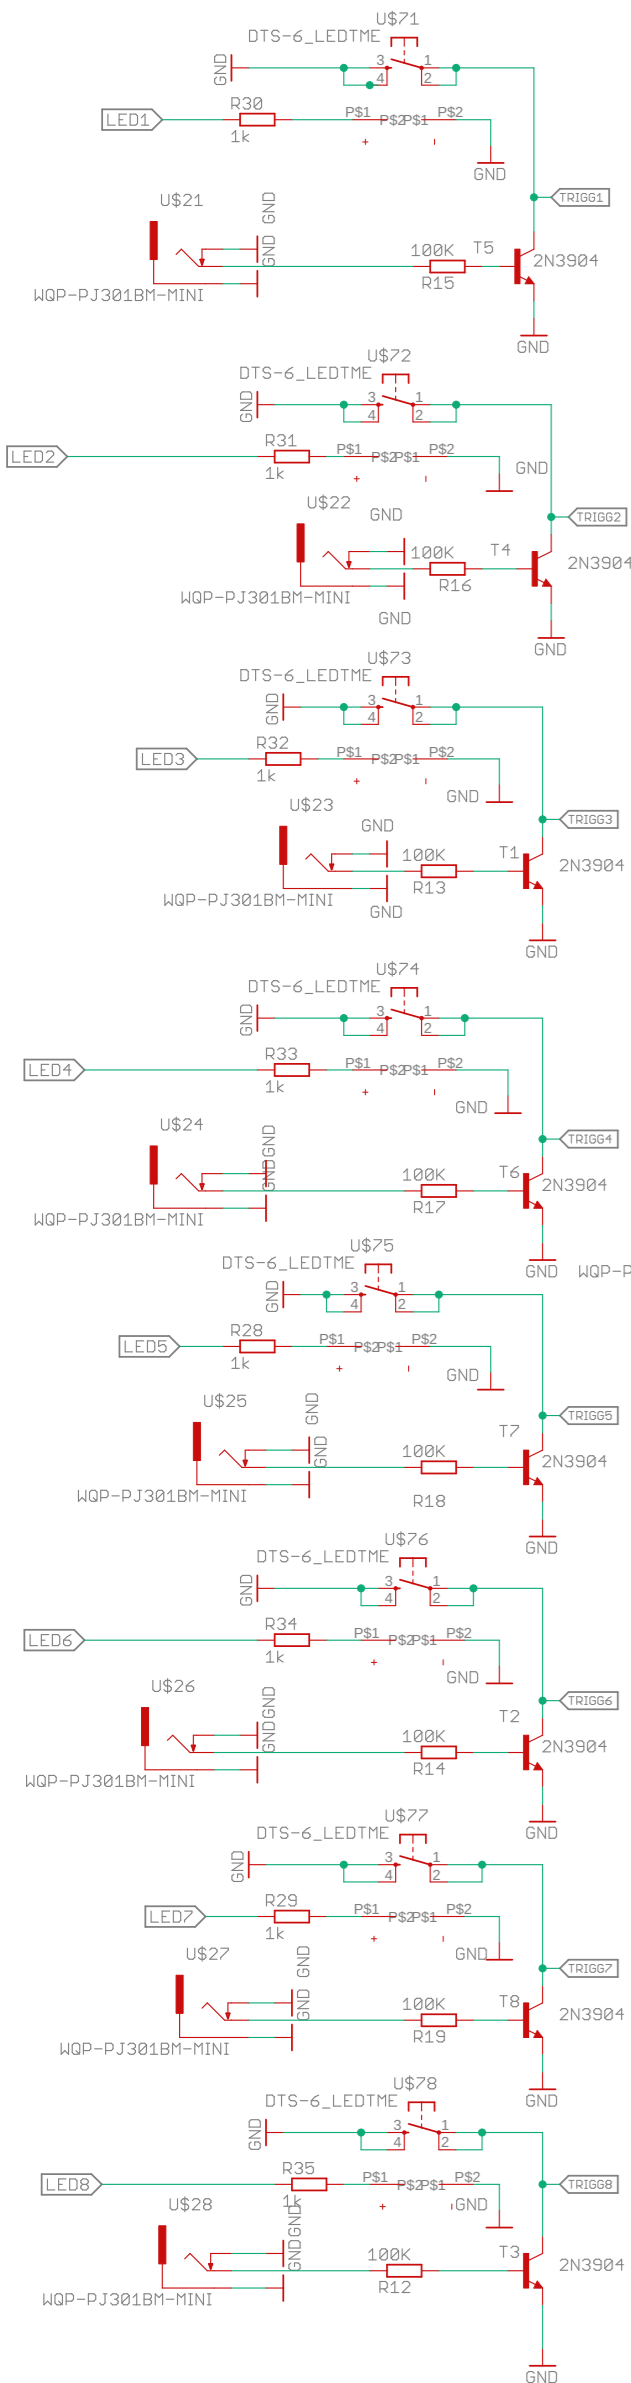 U$71
DTS-6_LEDTME
GND
3 1
4 2
LED1
R30
1k
P$1 P$2 P$1 P$2
+ -
GND
TRIGG1
U$21
GND
GND
WQP-PJ301BM-MINI
100K
R15
T5
2N3904
GND
U$72
DTS-6_LEDTME
GND
3 1
4 2
LED2
R31
1k
P$1 P$2 P$1 P$2
+ -
GND
TRIGG2
U$22
GND
WQP-PJ301BM-MINI
GND
100K
R16
T4
2N3904
GND
U$73
DTS-6_LEDTME
GND
3 1
4 2
LED3
R32
1k
P$1 P$2 P$1 P$2
+ -
GND
TRIGG3
U$23
GND
WQP-PJ301BM-MINI
GND
100K
R13
T1
2N3904
GND
U$74
DTS-6_LEDTME
GND
3 1
4 2
LED4
R33
1k
P$1 P$2 P$1 P$2
+ -
GND
TRIGG4
U$24
GND
GND
WQP-PJ301BM-MINI
100K
R17
T6
2N3904
GND
WQP-P
U$75
DTS-6_LEDTME
GND
3 1
4 2
LED5
R28
1k
P$1 P$2 P$1 P$2
+ -
GND
TRIGG5
U$25
GND
GND
WQP-PJ301BM-MINI
100K
R18
T7
2N3904
GND
U$76
DTS-6_LEDTME
GND
3 1
4 2
LED6
R34
1k
P$1 P$2 P$1 P$2
+ -
GND
TRIGG6
U$26
GND
GND
WQP-PJ301BM-MINI
100K
R14
T2
2N3904
GND
U$77
DTS-6_LEDTME
GND
3 1
4 2
LED7
R29
1k
P$1 P$2 P$1 P$2
+ -
GND
TRIGG7
U$27
GND
GND
WQP-PJ301BM-MINI
100K
R19
T8
2N3904
GND
U$78
DTS-6_LEDTME
GND
3 1
4 2
LED8
R35
1k
P$1 P$2 P$1 P$2
+ -
GND
TRIGG8
U$28
GND
GND
WQP-PJ301BM-MINI
100K
R12
T3
2N3904
GND